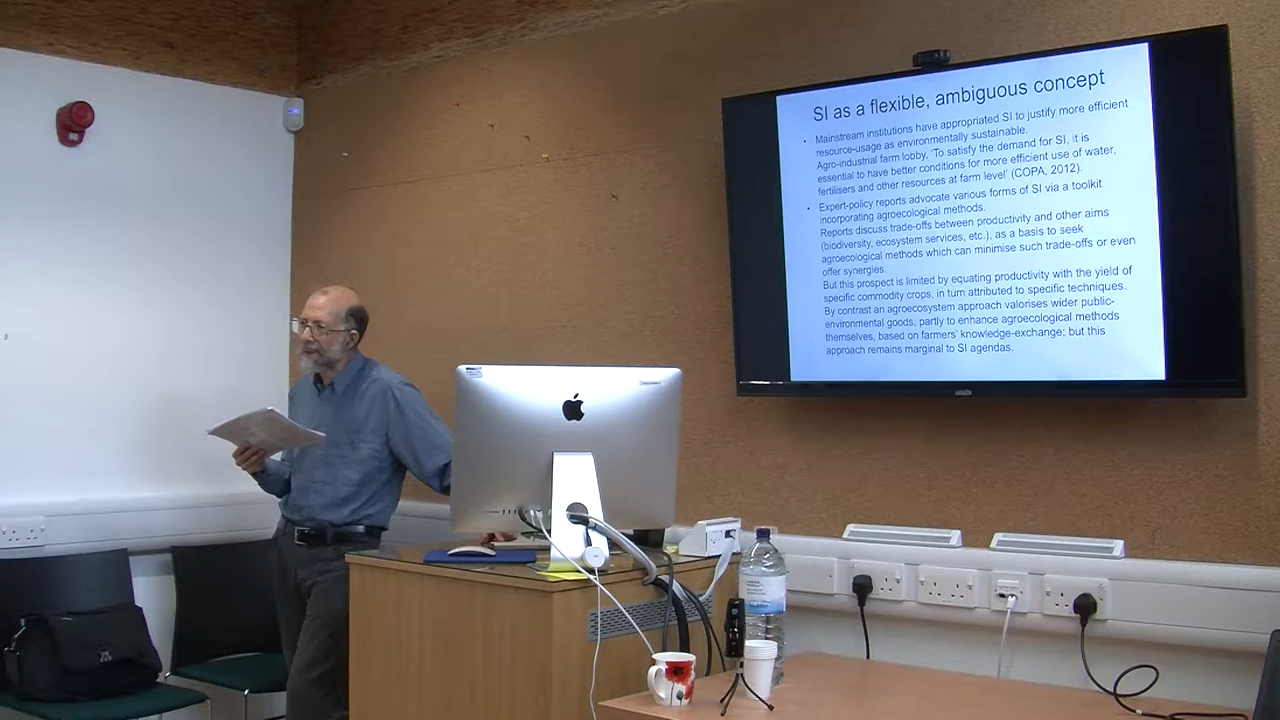 SI as a flexible, ambiguous concept
• Mainstream institutions have appropriated SI to justify more efficient
resource-usage as environmentally sustainable.
Agro-industrial farm lobby, 'To satisfy the demand for SI, it is
essential to have better conditions for more efficient use of water,
fertilisers and other resources at farm level' (COPA, 2012).
• Expert-policy reports advocate various forms of SI via a toolkit
incorporating agroecological methods.
Reports discuss trade-offs between productivity and other aims
(biodiversity, ecosystem services, etc.), as a basis to seek
agroecological methods which can minimise such trade-offs or even
offer synergies.
But this prospect is limited by equating productivity with the yield of
specific commodity crops, in turn attributed to specific techniques.
By contrast an agroecosystem approach valorises wider public-
environmental goods, partly to enhance agroecological methods
themselves, based on farmers' knowledge-exchange; but this
approach remains marginal to SI agendas.